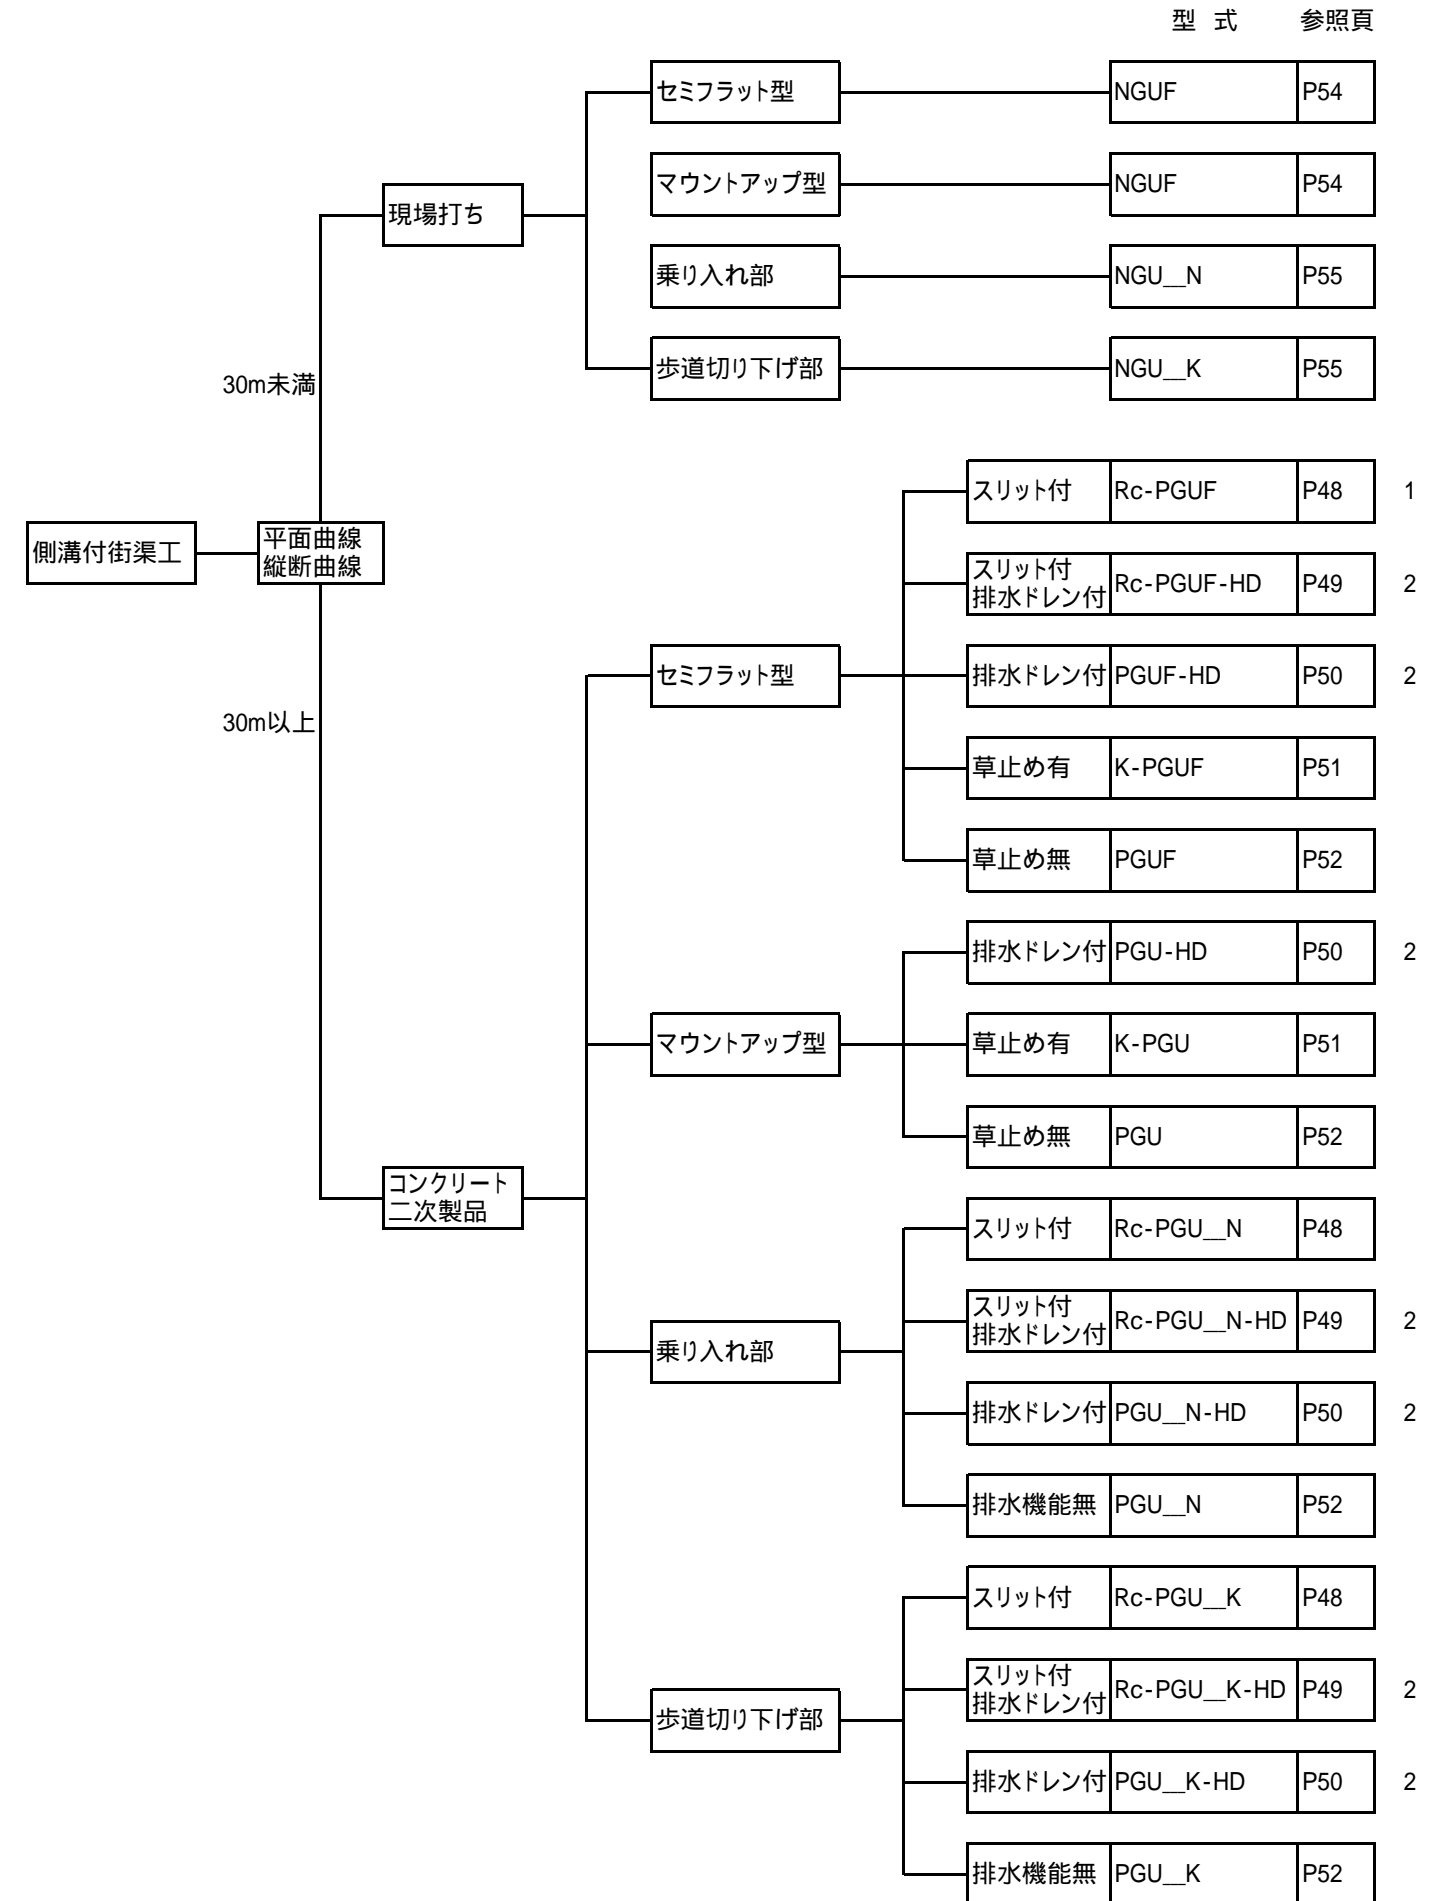 型 式 参照頁
セミフラット型 NGUF P54
マウントアップ型 NGUF P54
現場打ち
乗り入れ部 NGU__N P55
歩道切り下げ部 NGU__K P55
30m未満
スリット付 Rc-PGUF P48 1
側溝付街渠工
平面曲線
縦断曲線
スリット付
排水ドレン付 Rc-PGUF-HD P49 2
セミフラット型 排水ドレン付 PGUF-HD P50 2
30m以上
草止め有 K-PGUF P51
草止め無 PGUF P52
排水ドレン付 PGU-HD P50 2
マウントアップ型 草止め有 K-PGU P51
草止め無 PGU P52
コンクリート
二次製品
スリット付 Rc-PGU__N P48
スリット付
排水ドレン付 Rc-PGU__N-HD P49 2
乗り入れ部
排水ドレン付 PGU__N-HD P50 2
排水機能無 PGU__N P52
スリット付 Rc-PGU__K P48
スリット付
排水ドレン付 Rc-PGU__K-HD P49 2
歩道切り下げ部
排水ドレン付 PGU__K-HD P50 2
排水機能無 PGU__K P52